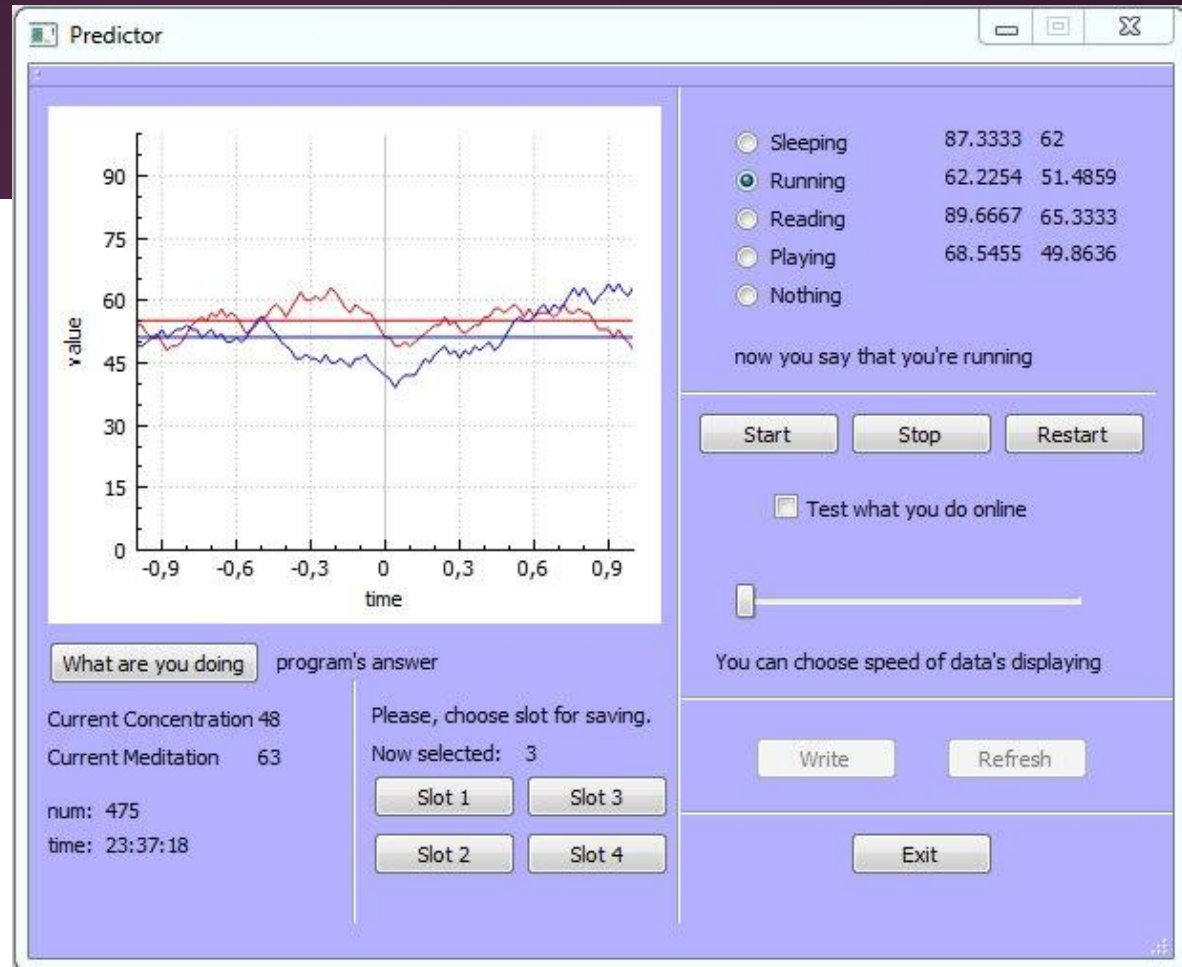 Predictor
90
75
60
45
30
15
0
value
-0,9 -0,6 -0,3 0 0,3 0,6 0,9
time
What are you doing program's answer
Current Concentration 48
Current Meditation 63
num: 475
time: 23:37:18
Please, choose slot for saving.
Now selected: 3
Slot 1 Slot 3
Slot 2 Slot 4
Sleeping 87.3333 62
Running 62.2254 51.4859
Reading 89.6667 65.3333
Playing 68.5455 49.8636
Nothing
now you say that you're running
Start Stop Restart
Test what you do online
You can choose speed of data's displaying
Write Refresh
Exit